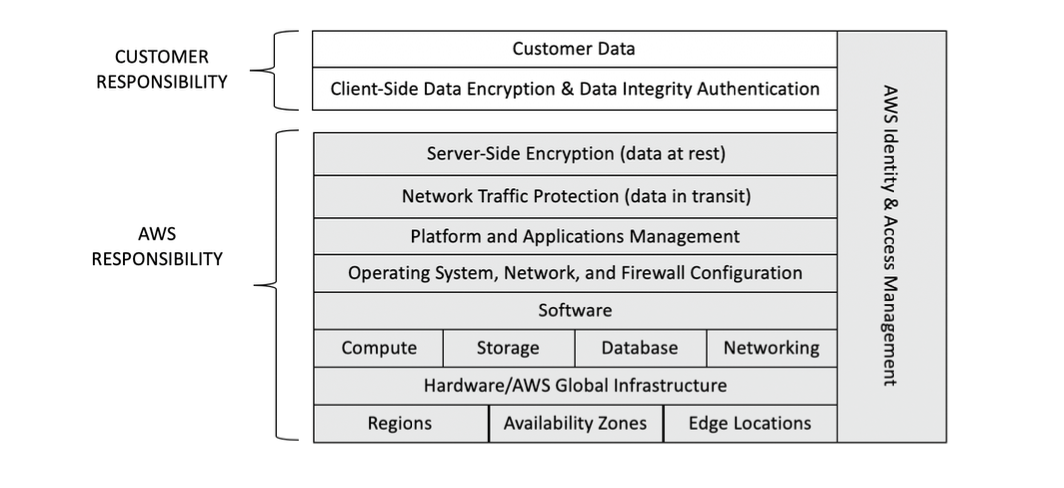 CUSTOMER
RESPONSIBILITY
Customer Data
Client-Side Data Encryption & Data Integrity Authentication
AWS
RESPONSIBILITY
Server-Side Encryption (data at rest)
Network Traffic Protection (data in transit)
Platform and Applications Management
Operating System, Network, and Firewall Configuration
Software
Compute
Storage
Database
Networking
Hardware/AWS Global Infrastructure
Regions
Availability Zones
Edge Locations
AWS Identity & Access Management